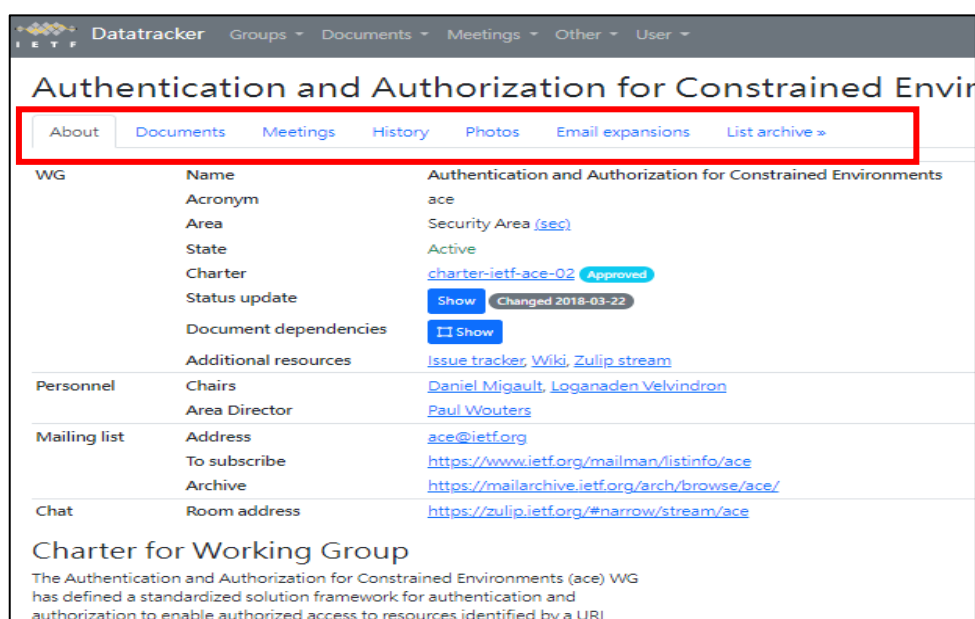 I E T F Datatracker Groups Documents Meetings Other User
Authentication and Authorization for Constrained
About Documents Meetings History Photos Email expansions List archive »
WG Name Authentication and Authorization for Constrained Environments
Acronym ace
Area Security Area (sec)
State Active
Charter charter-ietf-ace-02 Approved
Status update Show Changed 2018-03-22
Document dependencies Show
Additional resources Issue tracker, Wiki, Zulip stream
Personnel Chairs Daniel Migault, Loganaden Velvindron
Area Director Paul Wouters
Mailing list Address ace@ietf.org
To subscribe https://www.ietf.org/mailman/listinfo/ace
Archive https://mailarchive.ietf.org/arch/browse/ace/
Chat Room address https://zulip.ietf.org/#narrow/stream/ace
Charter for Working Group
The Authentication and Authorization for Constrained Environments (ace) WG
has defined a standardized solution framework for authentication and
authorization to enable authorized access to resources identified by a URI